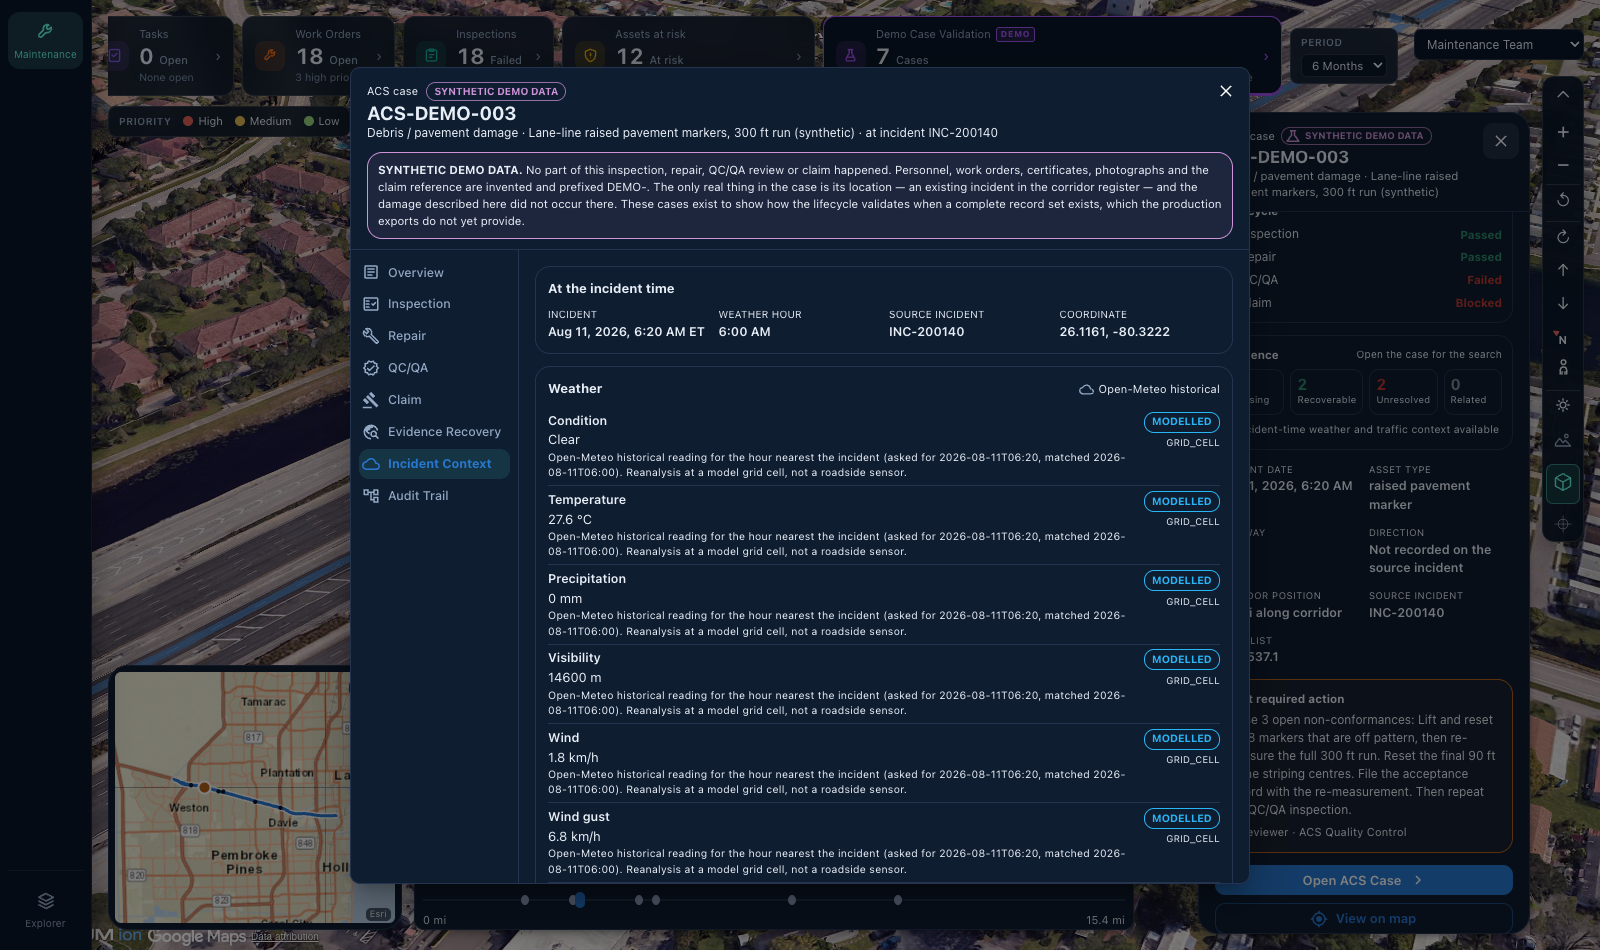 Maintenance
Tasks
0 Open
None open
Work Orders
18 Open
3 high prio
Inspections
18 Failed
Assets at risk
12 At risk
Demo Case Validation DEMO
7 Cases
PERIOD
6 Months
Maintenance Team
PRIORITY High Medium Low
ACS case SYNTHETIC DEMO DATA
ACS-DEMO-003
Debris / pavement damage · Lane-line raised pavement markers, 300 ft run (synthetic) · at incident INC-200140
SYNTHETIC DEMO DATA. No part of this inspection, repair, QC/QA review or claim happened. Personnel, work orders, certificates, photographs and the
claim reference are invented and prefixed DEMO-. The only real thing in the case is its location — an existing incident in the corridor register — and the
damage described here did not occur there. These cases exist to show how the lifecycle validates when a complete record set exists, which the production
exports do not yet provide.
Overview
Inspection
Repair
QC/QA
Claim
Evidence Recovery
Incident Context
Audit Trail
At the incident time
INCIDENT WEATHER HOUR SOURCE INCIDENT COORDINATE
Aug 11, 2026, 6:20 AM ET 6:00 AM INC-200140 26.1161, -80.3222
Weather Open-Meteo historical
Condition MODELLED
Clear GRID_CELL
Open-Meteo historical reading for the hour nearest the incident (asked for 2026-08-11T06:20, matched 2026-
08-11T06:00). Reanalysis at a model grid cell, not a roadside sensor.
Temperature MODELLED
27.6 °C GRID_CELL
Open-Meteo historical reading for the hour nearest the incident (asked for 2026-08-11T06:20, matched 2026-
08-11T06:00). Reanalysis at a model grid cell, not a roadside sensor.
Precipitation MODELLED
0 mm GRID_CELL
Open-Meteo historical reading for the hour nearest the incident (asked for 2026-08-11T06:20, matched 2026-
08-11T06:00). Reanalysis at a model grid cell, not a roadside sensor.
Visibility MODELLED
14600 m GRID_CELL
Open-Meteo historical reading for the hour nearest the incident (asked for 2026-08-11T06:20, matched 2026-
08-11T06:00). Reanalysis at a model grid cell, not a roadside sensor.
Wind MODELLED
1.8 km/h GRID_CELL
Open-Meteo historical reading for the hour nearest the incident (asked for 2026-08-11T06:20, matched 2026-
08-11T06:00). Reanalysis at a model grid cell, not a roadside sensor.
Wind gust MODELLED
6.8 km/h GRID_CELL
Open-Meteo historical reading for the hour nearest the incident (asked for 2026-08-11T06:20, matched 2026-
08-11T06:00). Reanalysis at a model grid cell, not a roadside sensor.
case SYNTHETIC DEMO DATA
-DEMO-003
/ pavement damage · Lane-line raised
ent markers, 300 ft run (synthetic)
spection Passed
epair Passed
C/QA Failed
laim Blocked
ence Open the case for the search
sing
2 Recoverable
2 Unresolved
0 Related
cident-time weather and traffic context available
NT DATE ASSET TYPE
1, 2026, 6:20 AM raised pavement
marker
WAY DIRECTION
Not recorded on the
source incident
DOR POSITION SOURCE INCIDENT
i along corridor INC-200140
LIST
537.1
t required action
e 3 open non-conformances: Lift and reset
8 markers that are off pattern, then re-
sure the full 300 ft run. Reset the final 90 ft
e striping centres. File the acceptance
rd with the re-measurement. Then repeat
QC/QA inspection.
eviewer · ACS Quality Control
Open ACS Case
View on map
N
Tamarac
817
Plantation
La
Weston
Davie
818
848
Pembroke
Pines
Holl
820
823
Esri
0 mi 15.4 mi
Explorer
UM ion Google Maps Data attribution